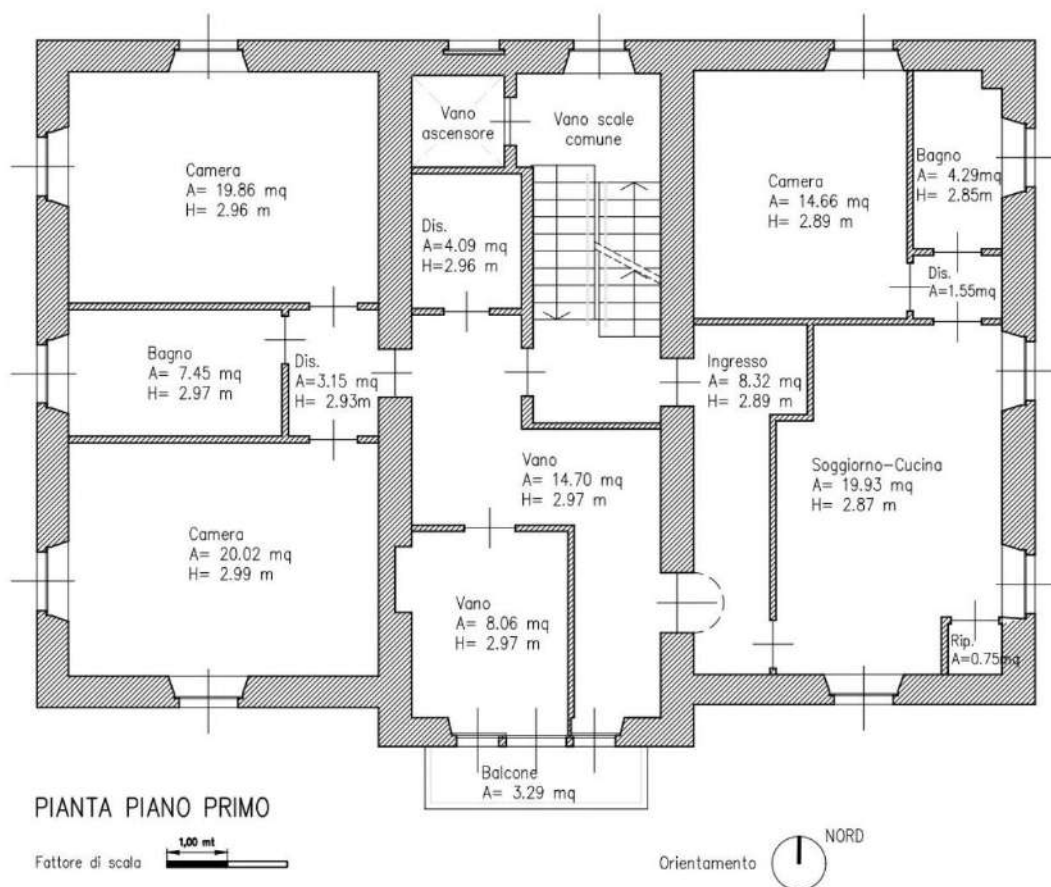 Vano
ascensore
Vano scale
comune
Camera
A= 19.86 mq
H= 2.96 m
Dis.
A=4.09 mq
H=2.96 m
Camera
A= 14.66 mq
H= 2.89 m
Bagno
A= 4.29mq
H= 2.85m
Dis.
A=1.55mq
Bagno
A= 7.45 mq
H= 2.97 m
Dis.
A=3.15 mq
H= 2.93m
Ingresso
A= 8.32 mq
H= 2.89 m
Vano
A= 14.70 mq
H= 2.97 m
Soggiorno-Cucina
A= 19.93 mq
H= 2.87 m
Camera
A= 20.02 mq
H= 2.99 m
Vano
A= 8.06 mq
H= 2.97 m
Rip.
A=0.75mq
Balcone
A= 3.29 mq
PIANTA PIANO PRIMO
1,00 mt
Fattore di scala
NORD
Orientamento